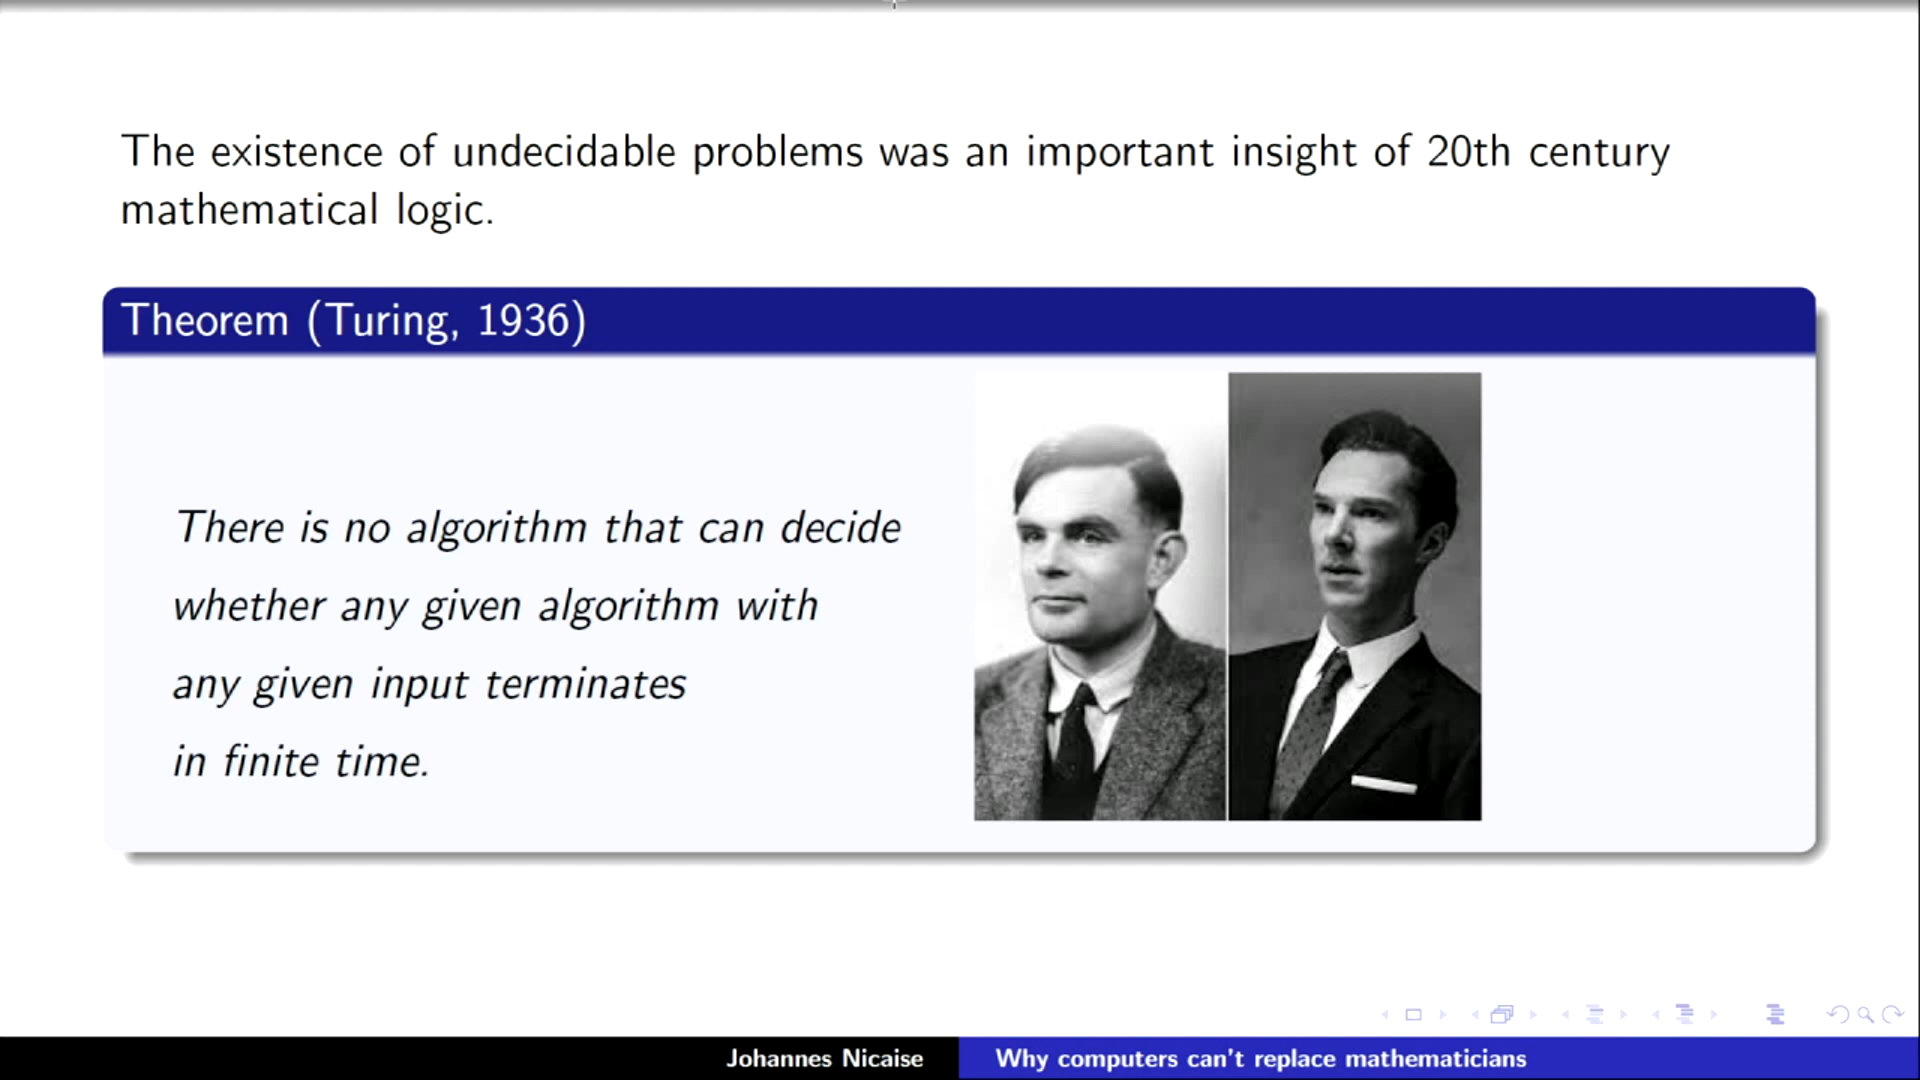 The existence of undecidable problems was an important insight of 20th century
mathematical logic.
Theorem (Turing, 1936)
There is no algorithm that can decide
whether any given algorithm with
any given input terminates
in finite time.
Johannes Nicaise
Why computers can't replace mathematicians